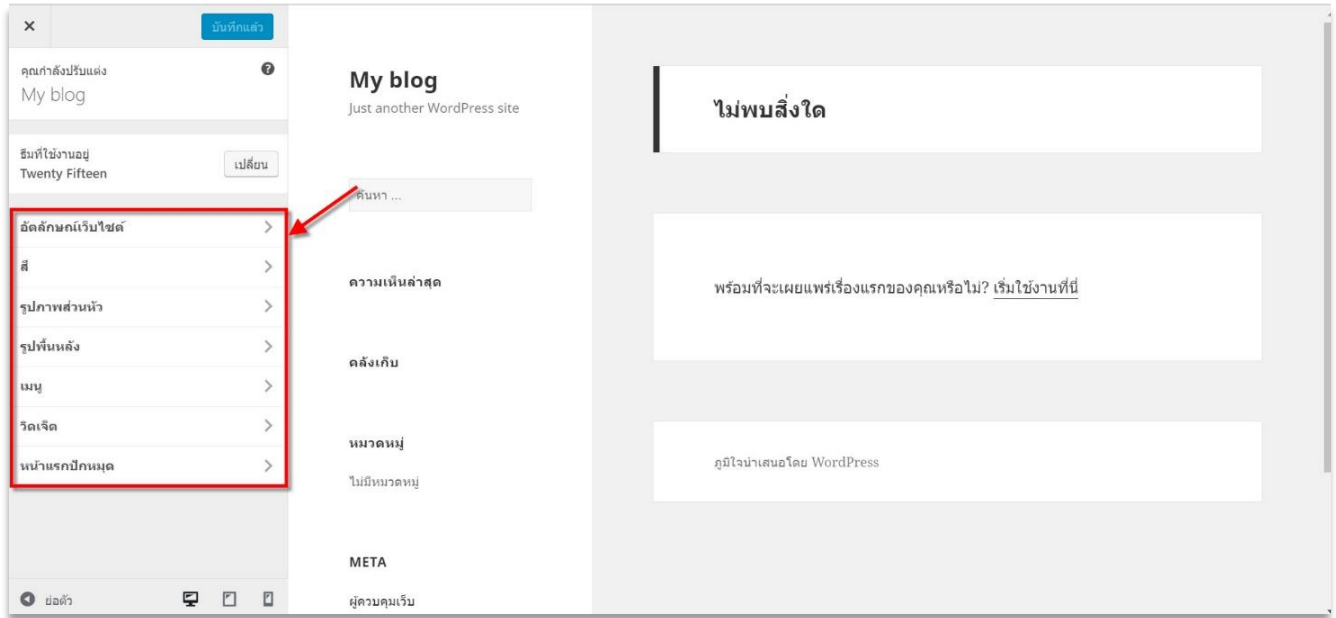 บันทึกแล้ว
คุณกำลังปรับแต่ง
My blog
ธีมที่ใช้งานอยู่
Twenty Fifteen
เปลี่ยน
อัตลักษณ์เว็บไซต์
สี
รูปภาพส่วนหัว
รูปพื้นหลัง
เมนู
วิดเจ็ต
หน้าแรกปักหมุด
ย่อตัว
My blog
Just another WordPress site
ค้นหา ...
ความเห็นล่าสุด
คลังเก็บ
หมวดหมู่
ไม่มีหมวดหมู่
META
ผู้ควบคุมเว็บ
ไม่พบสิ่งใด
พร้อมที่จะเผยแพร่เรื่องแรกของคุณหรือไม่? เริ่มใช้งานที่นี่
ภูมิใจนำเสนอโดย WordPress